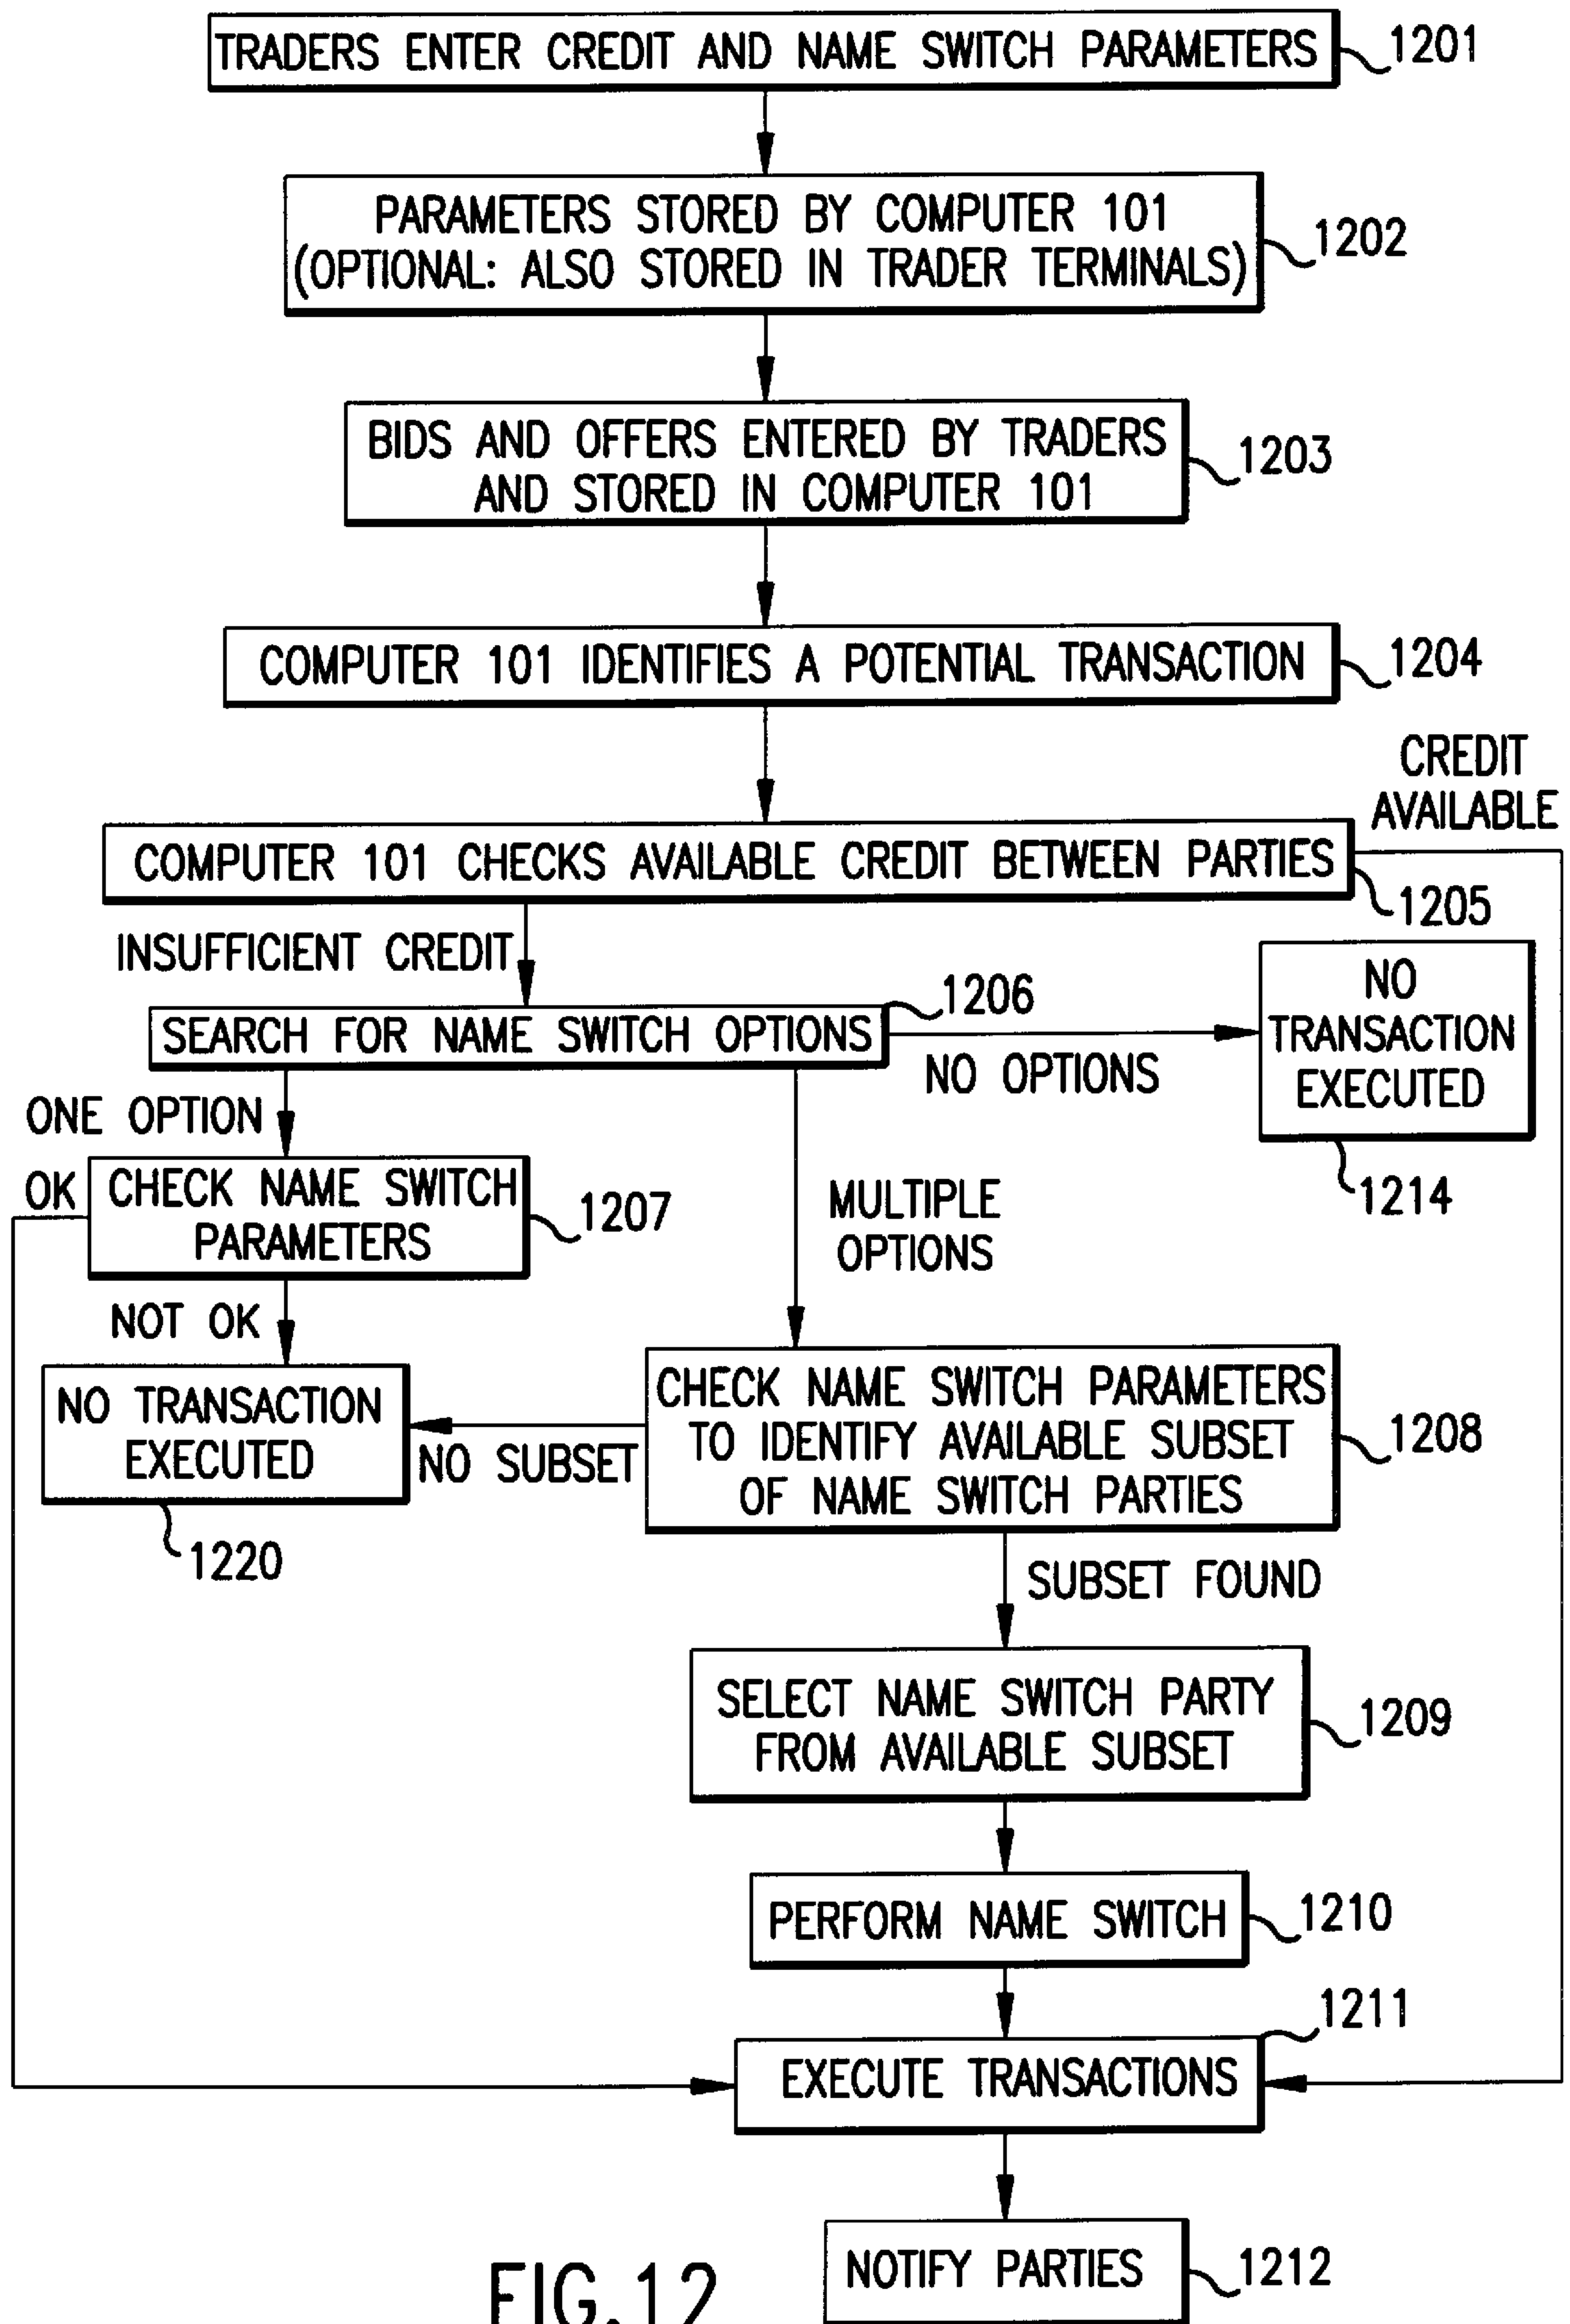 TRADERS ENTER CREDIT AND NAME SWITCH PARAMETERS
1201
PARAMETERS STORED BY COMPUTER 101
(OPTIONAL: ALSO STORED IN TRADER TERMINALS)
1202
BIDS AND OFFERS ENTERED BY TRADERS
AND STORED IN COMPUTER 101
1203
COMPUTER 101 IDENTIFIES A POTENTIAL TRANSACTION
1204
CREDIT
AVAILABLE
COMPUTER 101 CHECKS AVAILABLE CREDIT BETWEEN PARTIES
1205
INSUFFICIENT CREDIT
SEARCH FOR NAME SWITCH OPTIONS
1206
NO OPTIONS
NO
TRANSACTION
EXECUTED
1214
ONE OPTION
OK
CHECK NAME SWITCH
PARAMETERS
1207
MULTIPLE
OPTIONS
NOT OK
NO TRANSACTION
EXECUTED
1220
NO SUBSET
CHECK NAME SWITCH PARAMETERS
TO IDENTIFY AVAILABLE SUBSET
OF NAME SWITCH PARTIES
1208
SUBSET FOUND
SELECT NAME SWITCH PARTY
FROM AVAILABLE SUBSET
1209
PERFORM NAME SWITCH
1210
1211
EXECUTE TRANSACTIONS
NOTIFY PARTIES
1212
FIG.12